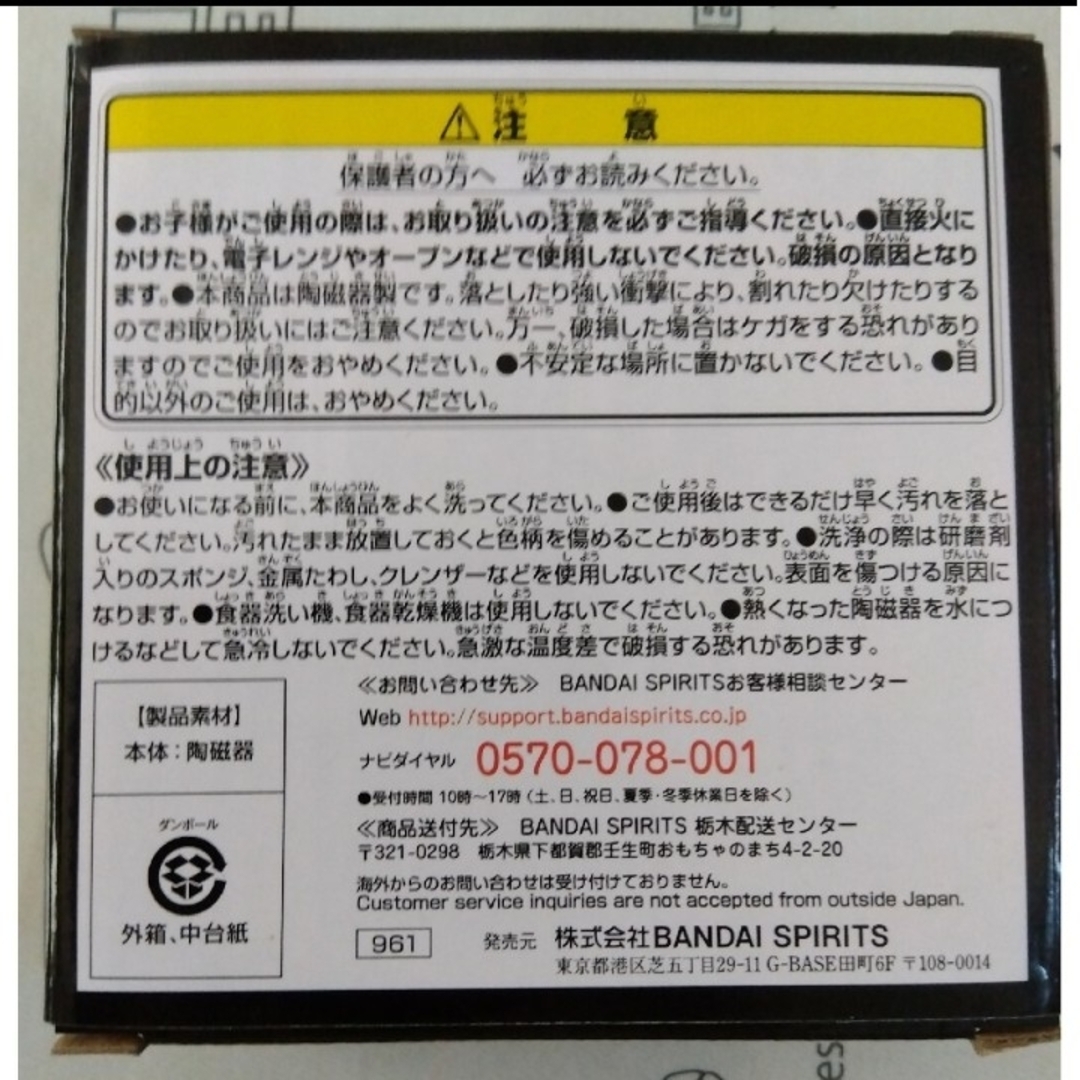 ⚠注意
保護者の方へ 必ずお読みください。
●お子様がご使用の際は、お取り扱いの注意を必ずご指導ください。●直接火に
かけたり、電子レンジやオーブンなどで使用しないでください。破損の原因となり
ます。●本商品は陶磁器製です。落としたり強い衝撃により、割れたり欠けたりする
のでお取り扱いにはご注意ください。万一、破損した場合はケガをする恐れがあり
ますのでご使用をおやめください。●不安定な場所に置かないでください。●目
的以外のご使用は、おやめください。
《使用上の注意》
●お使いになる前に、本商品をよく洗ってください。●ご使用後はできるだけ早く汚れを落と
してください。汚れたまま放置しておくと色柄を傷めることがあります。●洗浄の際は研磨剤
入りのスポンジ、金属たわし、クレンザーなどを使用しないでください。表面を傷つける原因に
なります。●食器洗い機、食器乾燥機は使用しないでください。●熱くなった陶磁器を水につ
けるなどして急冷しないでください。急激な温度差で破損する恐れがあります。
【製品素材】
本体：陶磁器
ダンボール
外箱、中台紙
≪お問い合わせ先≫ BANDAI SPIRITSお客様相談センター
Web http://support.bandaispirits.co.jp
ナビダイヤル 0570-078-001
●受付時間 10時〜17時（土、日、祝日、夏季・冬季休業日を除く）
≪商品送付先≫ BANDAI SPIRITS 栃木配送センター
〒321-0298 栃木県下都賀郡壬生町おもちゃのまち4-2-20
海外からのお問い合わせは受け付けておりません。
Customer service inquiries are not accepted from outside Japan.
961 発売元 株式会社BANDAI SPIRITS
東京都港区芝五丁目29-11 G-BASE田町6F 〒108-0014
es